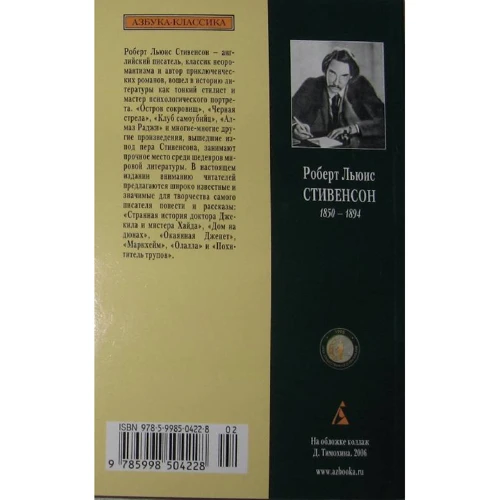 АЗБУКА-КЛАССИКА
Роберт Льюис Стивенсон — анг-
лийский писатель, классик неоро-
мантизма и автор приключенчес-
ких романов, вошел в историю ли-
тературы как тонкий стилист и
мастер психологического портре-
та. «Остров сокровищ», «Черная
стрела», «Клуб самоубийц», «Ал-
маз Раджи» и многие-многие дру-
гие произведения, вышедшие из-
под пера Стивенсона, занимают
прочное место среди шедевров ми-
ровой литературы. В настоящем
издании вниманию читателей
предлагаются широко известные и
значимые для творчества самого
писателя повести и рассказы:
«Странная история доктора Дже-
кила и мистера Хайда», «Дом на
дюнах», «Окаянная Дженет»,
«Маркхейм», «Олалла» и «Похи-
титель трупов».
Роберт Льюис
СТИВЕНСОН
1850 – 1894
ISBN 978-5-9985-0422-8
02
9 785998 504228
На обложке коллаж
Д. Тимохина, 2006
www.azbooka.ru